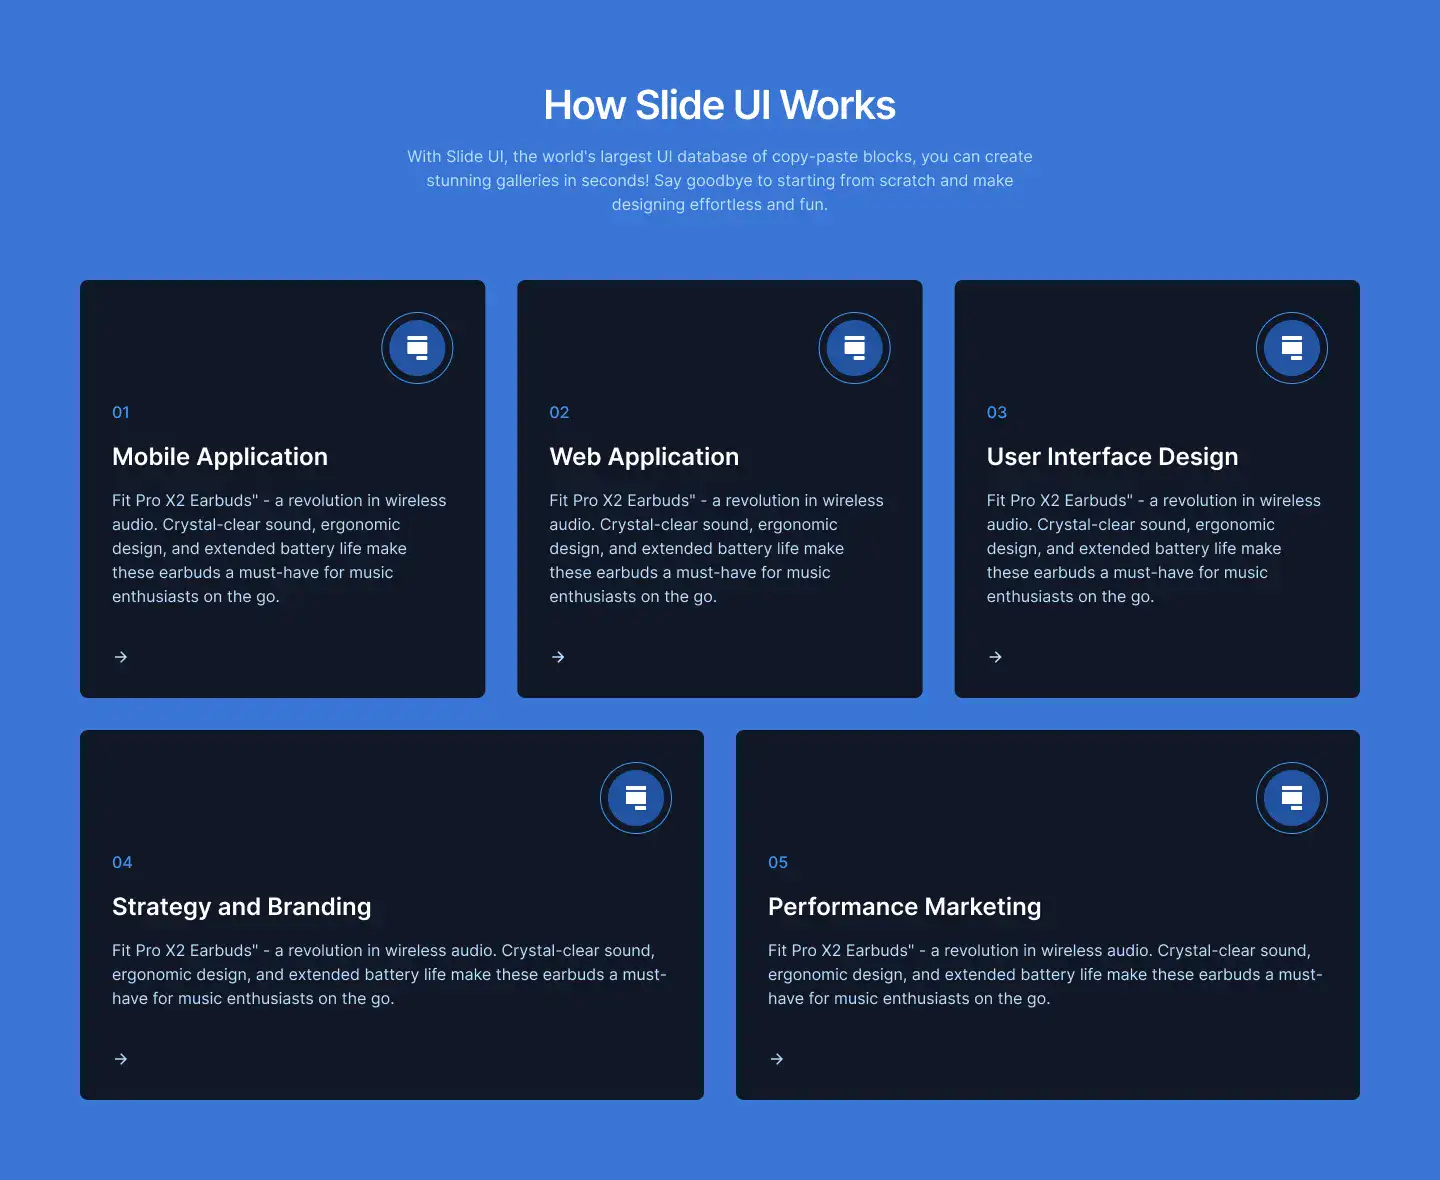 How Slide UI Works
With Slide UI, the world's largest UI database of copy-paste blocks, you can create
stunning galleries in seconds! Say goodbye to starting from scratch and make
designing effortless and fun.
01
Mobile Application
Fit Pro X2 Earbuds" - a revolution in wireless
audio. Crystal-clear sound, ergonomic
design, and extended battery life make
these earbuds a must-have for music
enthusiasts on the go.
02
Web Application
Fit Pro X2 Earbuds" - a revolution in wireless
audio. Crystal-clear sound, ergonomic
design, and extended battery life make
these earbuds a must-have for music
enthusiasts on the go.
03
User Interface Design
Fit Pro X2 Earbuds" - a revolution in wireless
audio. Crystal-clear sound, ergonomic
design, and extended battery life make
these earbuds a must-have for music
enthusiasts on the go.
04
Strategy and Branding
Fit Pro X2 Earbuds" - a revolution in wireless audio. Crystal-clear sound,
ergonomic design, and extended battery life make these earbuds a must-
have for music enthusiasts on the go.
05
Performance Marketing
Fit Pro X2 Earbuds" - a revolution in wireless audio. Crystal-clear sound,
ergonomic design, and extended battery life make these earbuds a must-
have for music enthusiasts on the go.